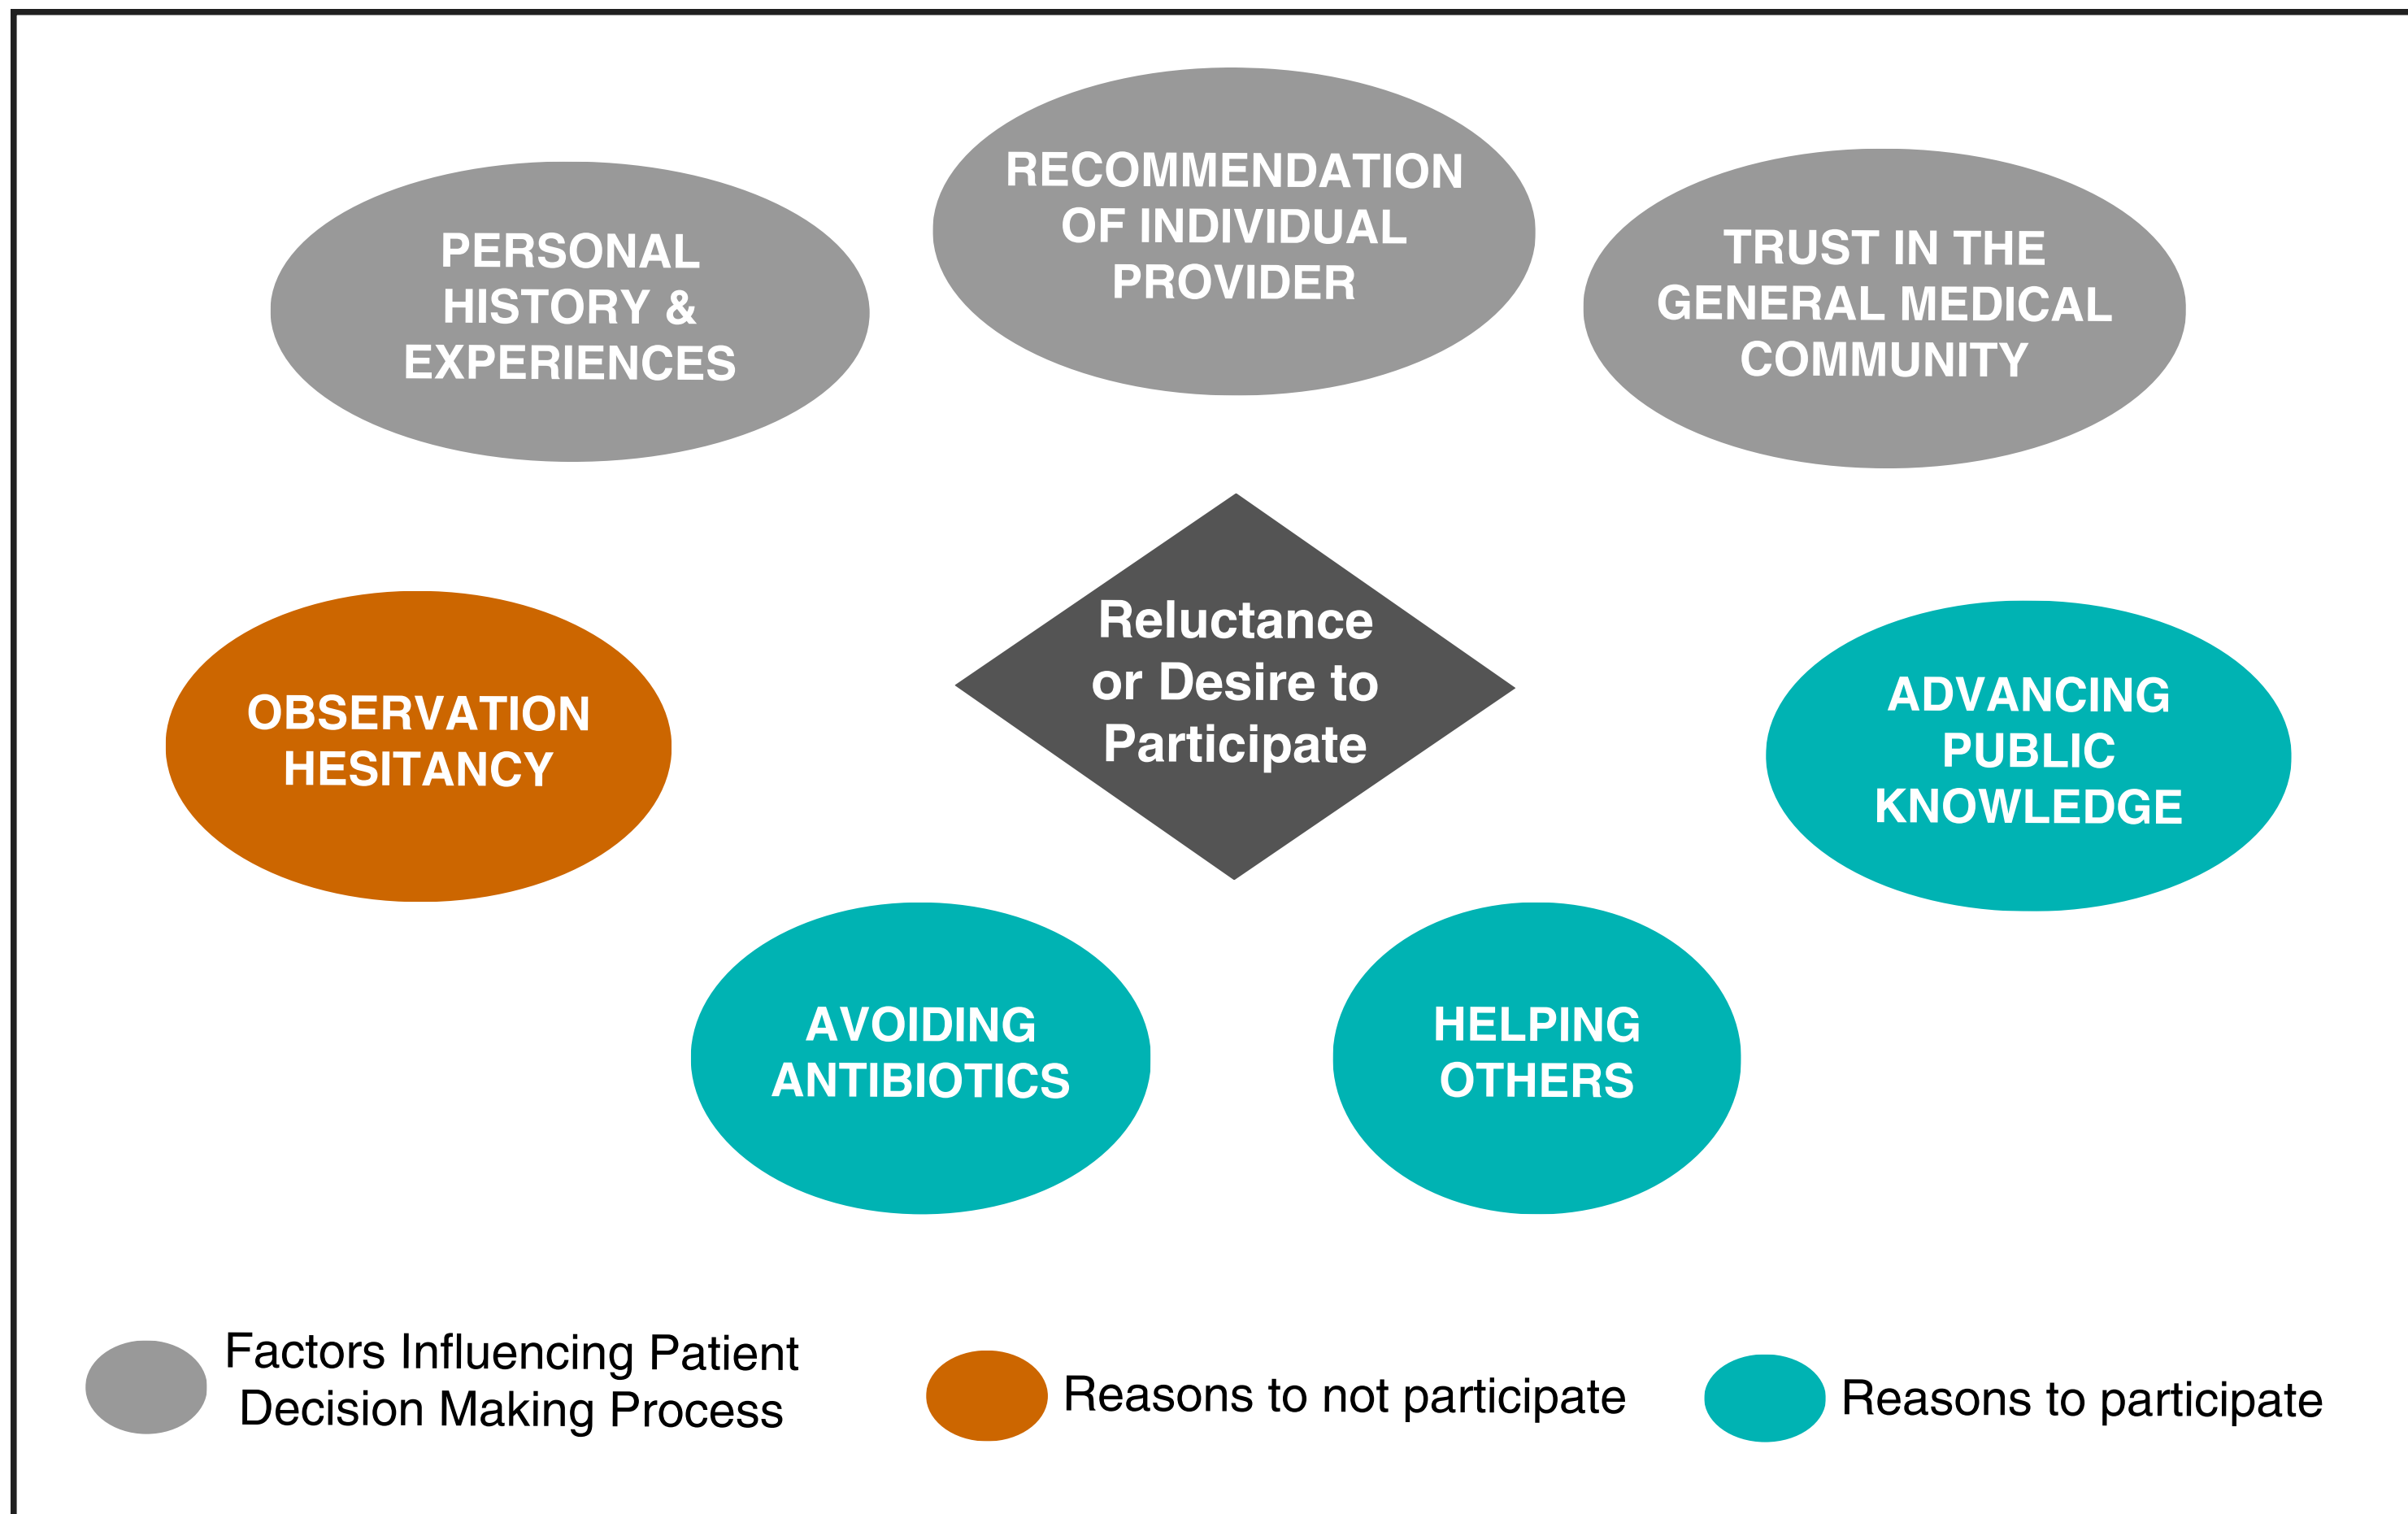 PERSONAL
HISTORY &
EXPERIENCES
RECOMMENDATION
OF INDIVIDUAL
PROVIDER
TRUST IN THE
GENERAL MEDICAL
COMMUNITY
OBSERVATION
HESITANCY
Reluctance
or Desire to
Participate
ADVANCING
PUBLIC
KNOWLEDGE
AVOIDING
ANTIBIOTICS
HELPING
OTHERS
Factors Influencing Patient
Decision Making Process
Reasons to not participate
Reasons to participate